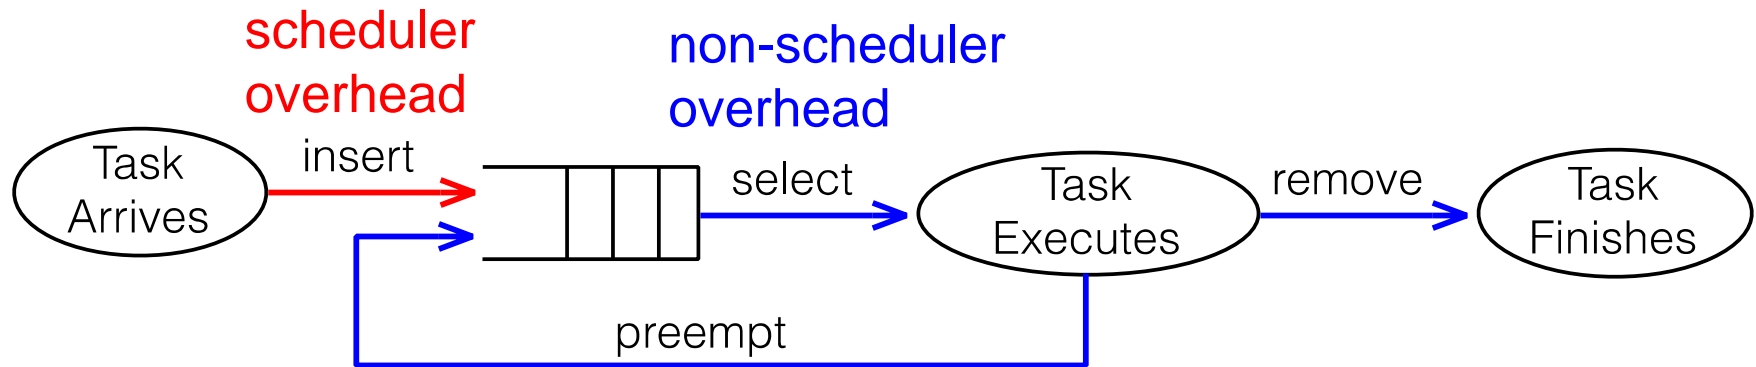 scheduler
overhead
non-scheduler
overhead
Task
Arrives
insert
select
Task
Executes
remove
Task
Finishes
preempt